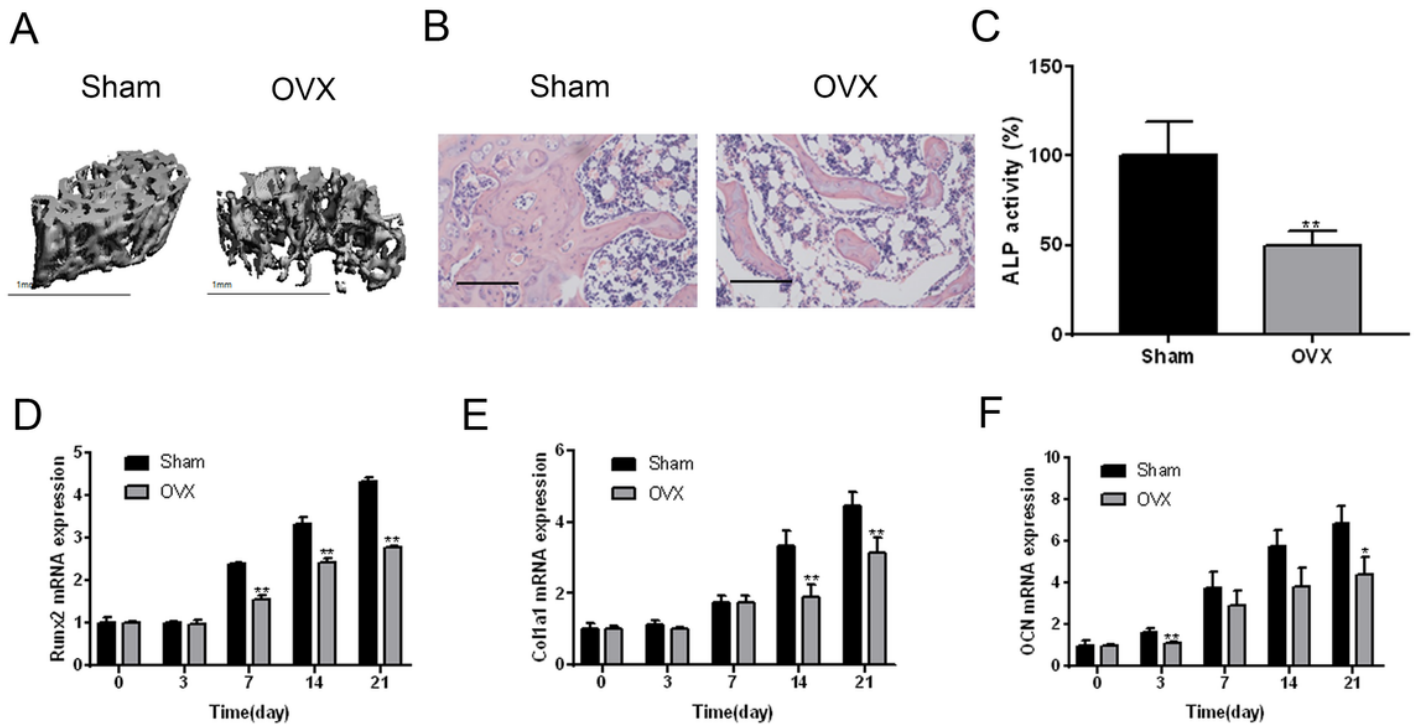 A
Sham
OVX
1mm
1mm
B
Sham
OVX
C
ALP activity (%)
150
100
50
0
**
Sham
OVX
D
Runx2 mRNA expression
5
4
3
2
1
0
Sham
OVX
**
**
**
0
3
7
14
21
Time(day)
E
Col1a1 mRNA expression
6
4
2
0
Sham
OVX
**
**
0
3
7
14
21
Time(day)
F
OCN mRNA expression
10
8
6
4
2
0
Sham
OVX
**
*
0
3
7
14
21
Time(day)